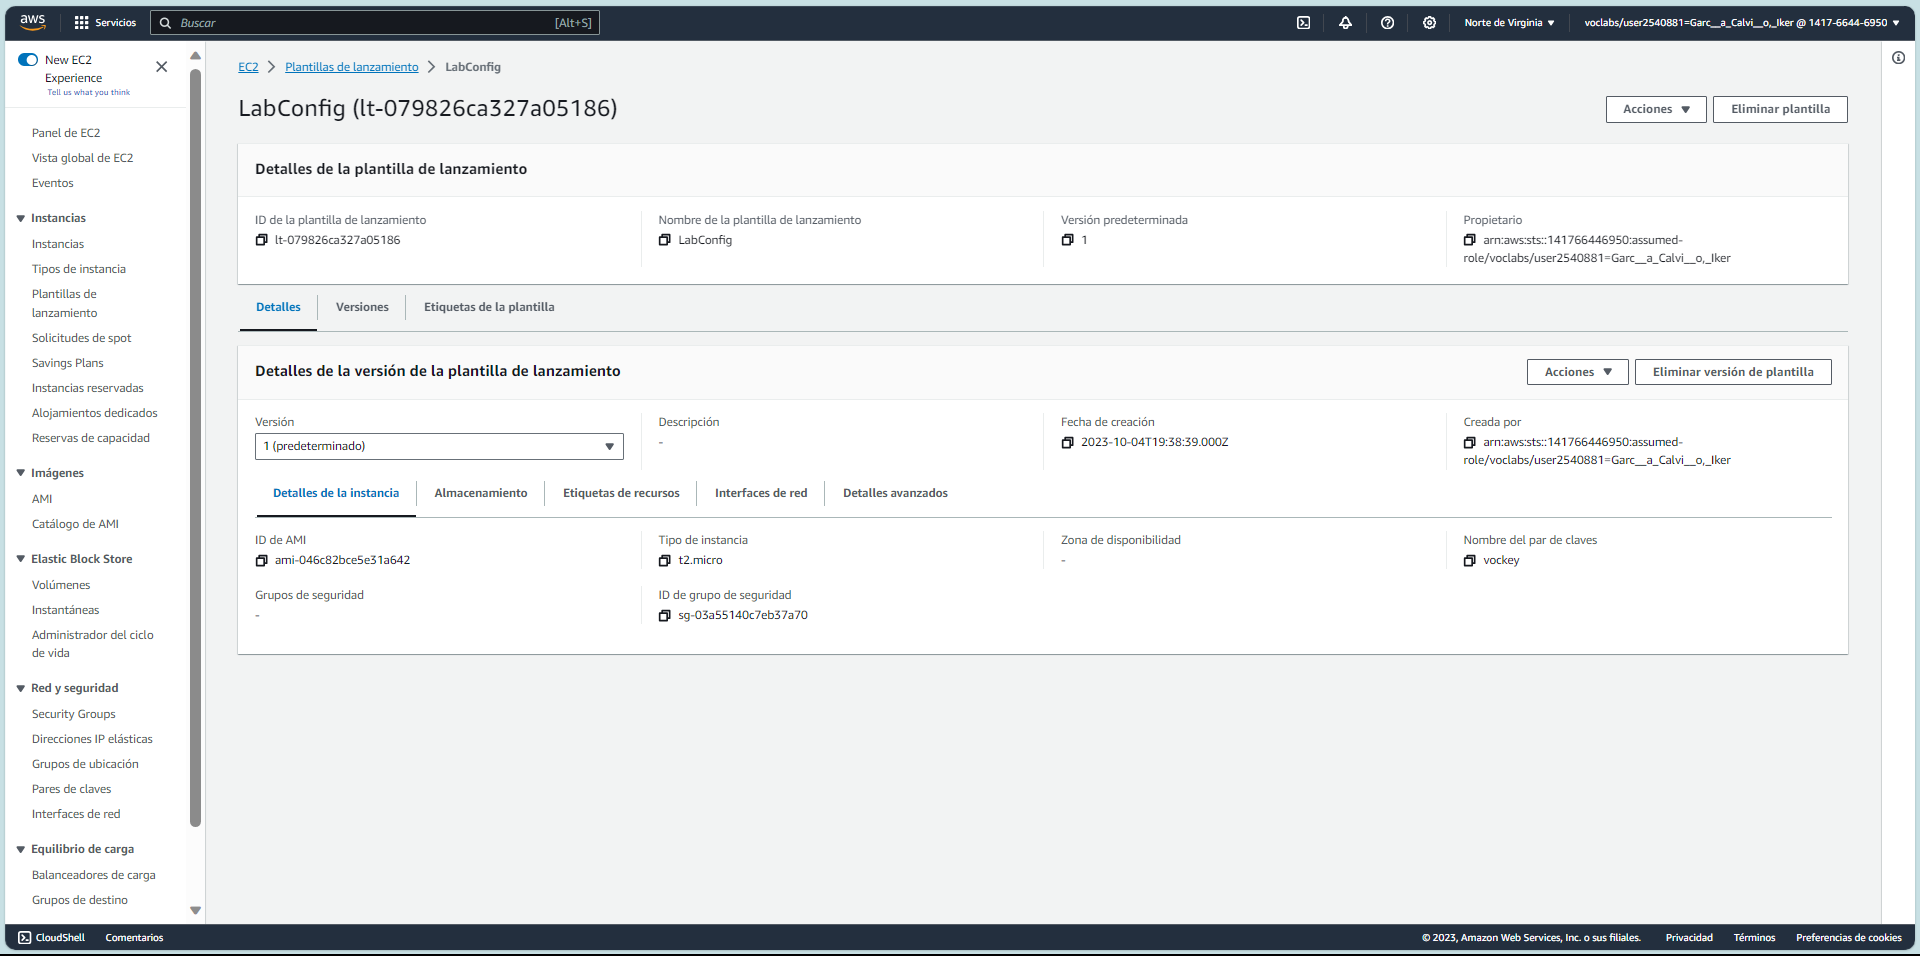 aws
Servicios
Buscar
[Alt+S]
Norte de Virginia
voclabs/user2540881=Garc__a_Calvi__o,_Iker @ 1417-6644-6950
New EC2
Experience
Tell us what you think
Panel de EC2
Vista global de EC2
Eventos
Instancias
Instancias
Tipos de instancia
Plantillas de
lanzamiento
Solicitudes de spot
Savings Plans
Instancias reservadas
Alojamientos dedicados
Reservas de capacidad
Imágenes
AMI
Catálogo de AMI
Elastic Block Store
Volúmenes
Instantáneas
Administrador del ciclo
de vida
Red y seguridad
Security Groups
Direcciones IP elásticas
Grupos de ubicación
Pares de claves
Interfaces de red
Equilibrio de carga
Balanceadores de carga
Grupos de destino
EC2 > Plantillas de lanzamiento > LabConfig
LabConfig (lt-079826ca327a05186)
Acciones
Eliminar plantilla
Detalles de la plantilla de lanzamiento
ID de la plantilla de lanzamiento
lt-079826ca327a05186
Nombre de la plantilla de lanzamiento
LabConfig
Versión predeterminada
1
Propietario
arn:aws:sts::141766446950:assumed-
role/voclabs/user2540881=Garc__a_Calvi__o,_Iker
Detalles
Versiones
Etiquetas de la plantilla
Detalles de la versión de la plantilla de lanzamiento
Acciones
Eliminar versión de plantilla
Versión
1 (predeterminado)
Descripción
-
Fecha de creación
2023-10-04T19:38:39.000Z
Creada por
arn:aws:sts::141766446950:assumed-
role/voclabs/user2540881=Garc__a_Calvi__o,_Iker
Detalles de la instancia
Almacenamiento
Etiquetas de recursos
Interfaces de red
Detalles avanzados
ID de AMI
ami-046c82bce5e31a642
Tipo de instancia
t2.micro
Zona de disponibilidad
-
Nombre del par de claves
vockey
Grupos de seguridad
-
ID de grupo de seguridad
sg-03a55140c7eb37a70
CloudShell
Comentarios
© 2023, Amazon Web Services, Inc. o sus filiales.
Privacidad
Términos
Preferencias de cookies